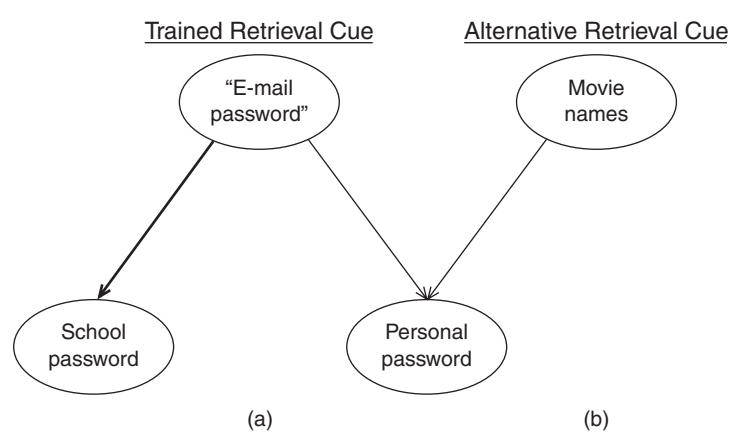 Trained Retrieval Cue
Alternative Retrieval Cue
“E-mail
password”
Movie
names
School
password
Personal
password
(a)
(b)